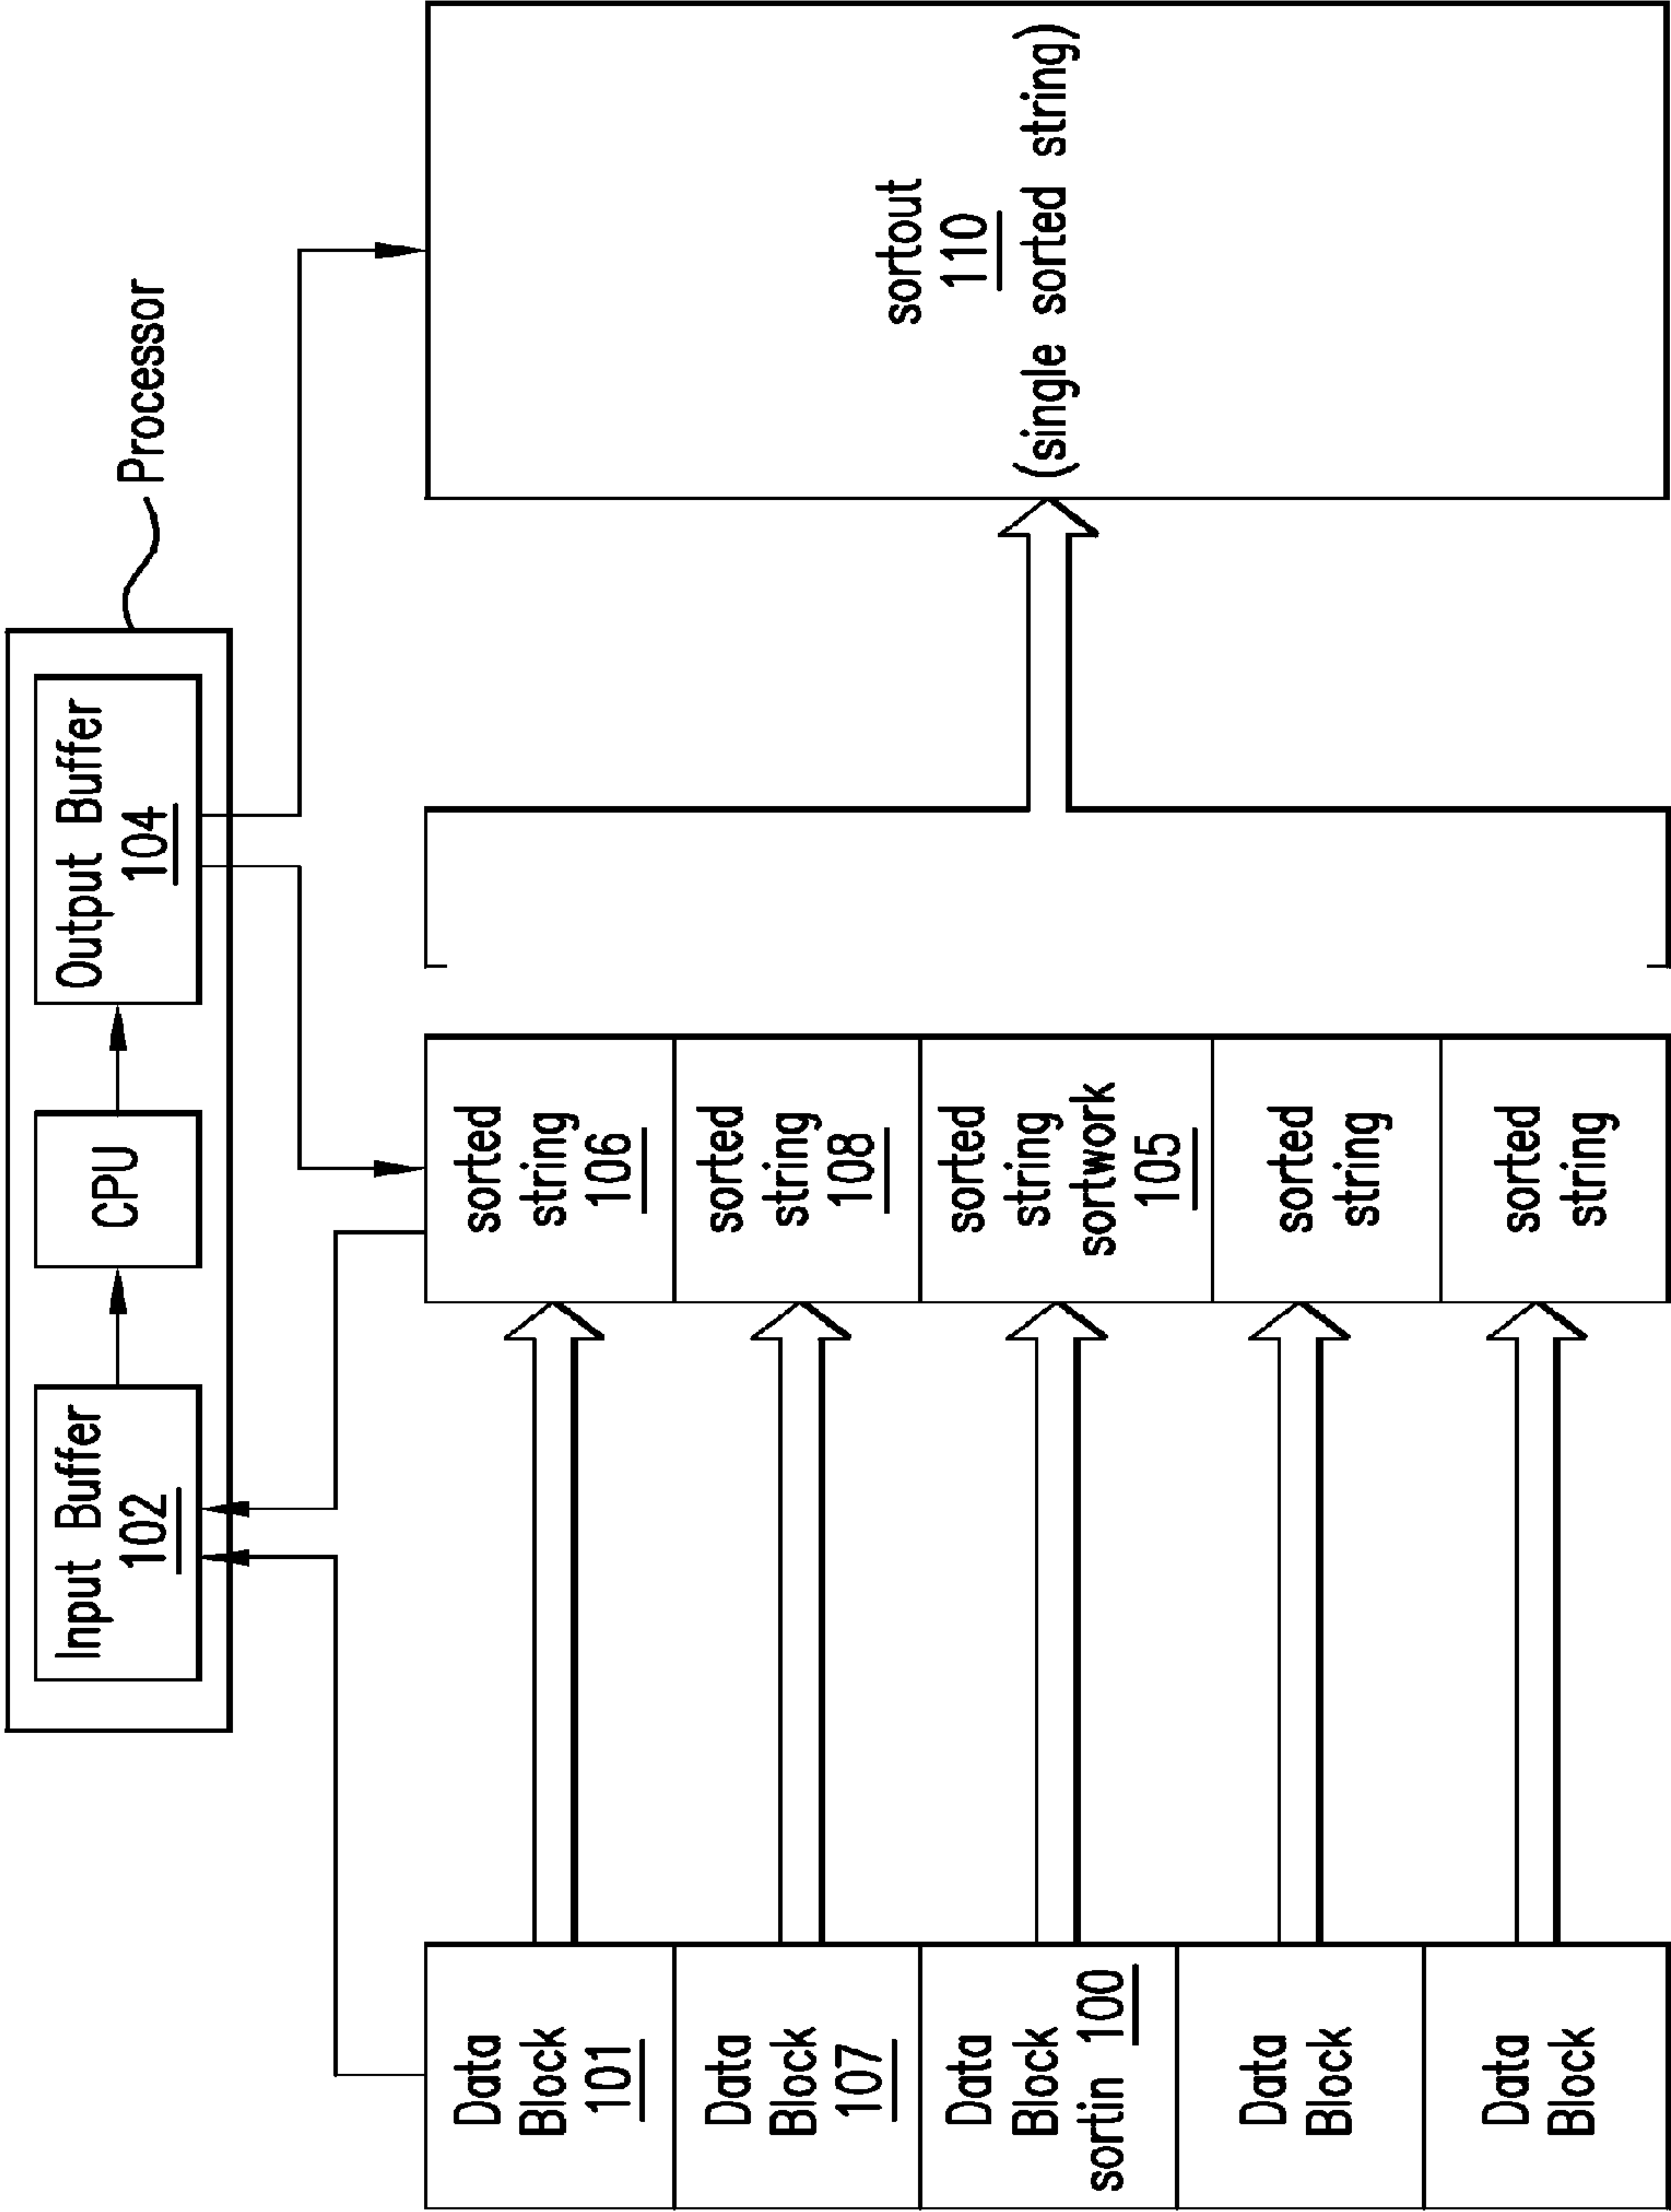 Processor
Input Buffer
102
CPU
Output Buffer
104
Data
Block
101
Data
Block
107
Data
Block
sortin 100
Data
Block
Data
Block
sorted
string
106
sorted
string
108
sorted
string
sortwork
105
sorted
string
sorted
string
sortout
110
(single sorted string)